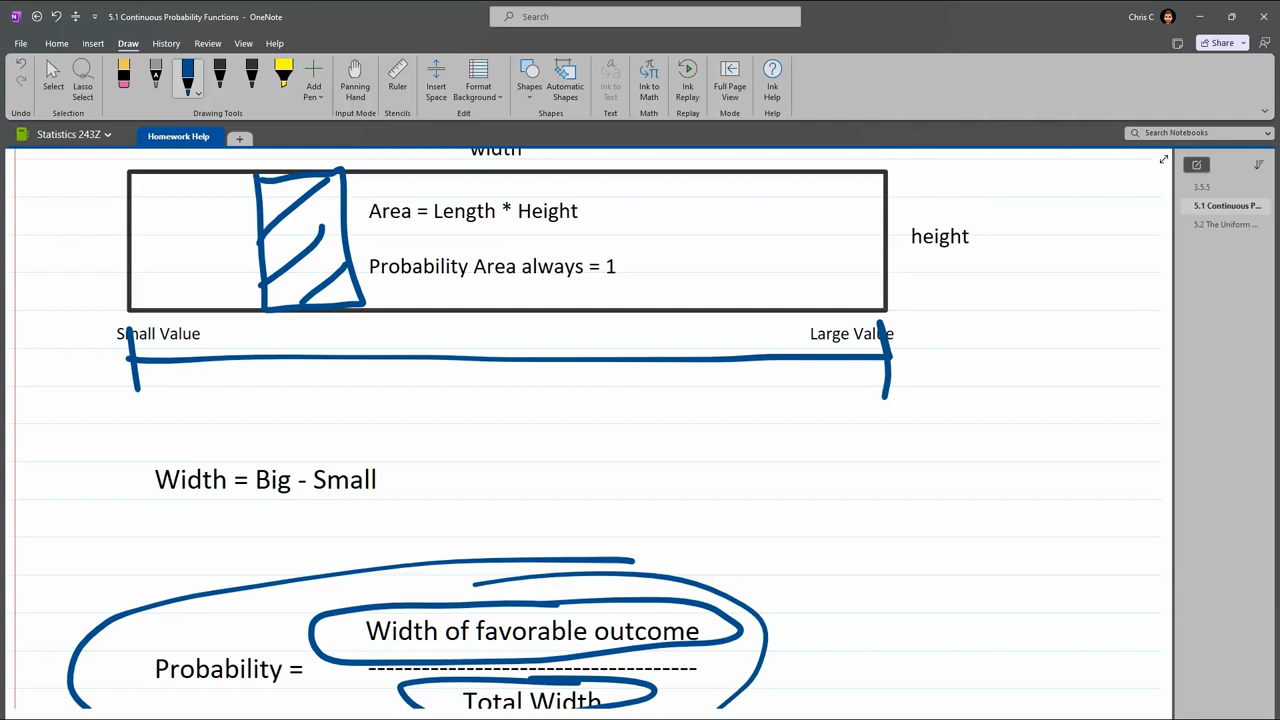 5.1 Continuous Probability Functions - OneNote
Search
Chris C
File Home Insert Draw History Review View Help
Share
Undo
Select
Lasso Select
Selection
Drawing Tools
Add Pen
Panning Hand
Input Mode
Ruler
Stencils
Insert Space
Format Background
Edit
Shapes
Automatic Shapes
Shapes
Ink to Text
Text
Ink to Math
Math
Ink Replay
Replay
Full Page View
View
Ink Help
Help
Statistics 243Z
Homework Help
Search Notebooks
width
3.5.5
5.1 Continuous P...
5.2 The Uniform ...
Area = Length * Height
height
Probability Area always = 1
Small Value
Large Value
Width = Big - Small
Width of favorable outcome
Probability = -------------------------------------
Total Width